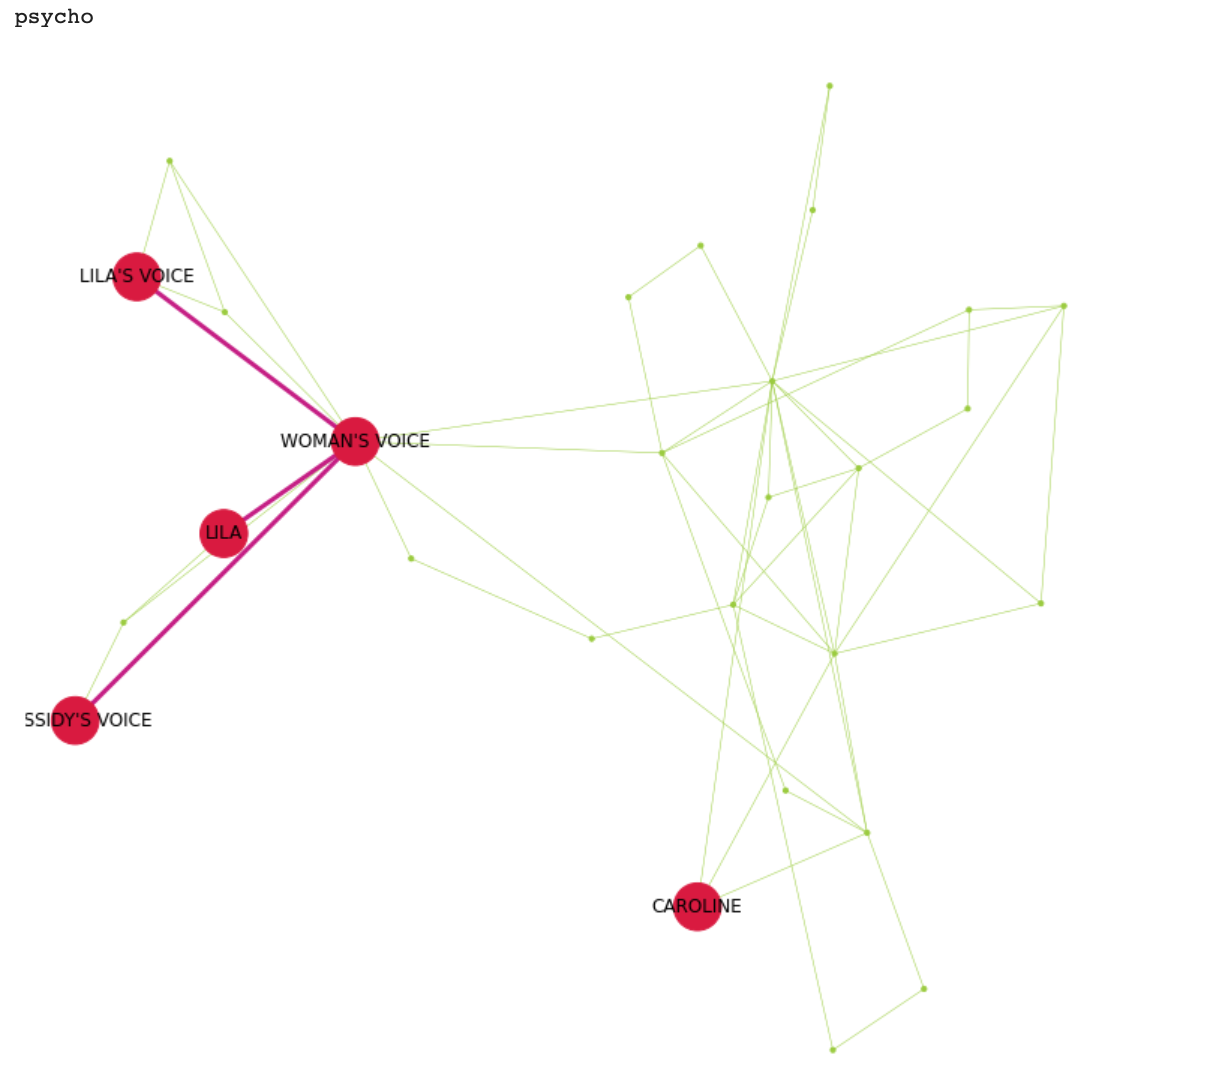 psycho
LILA'S VOICE
WOMAN'S VOICE
LILA
SSIDY'S VOICE
CAROLINE